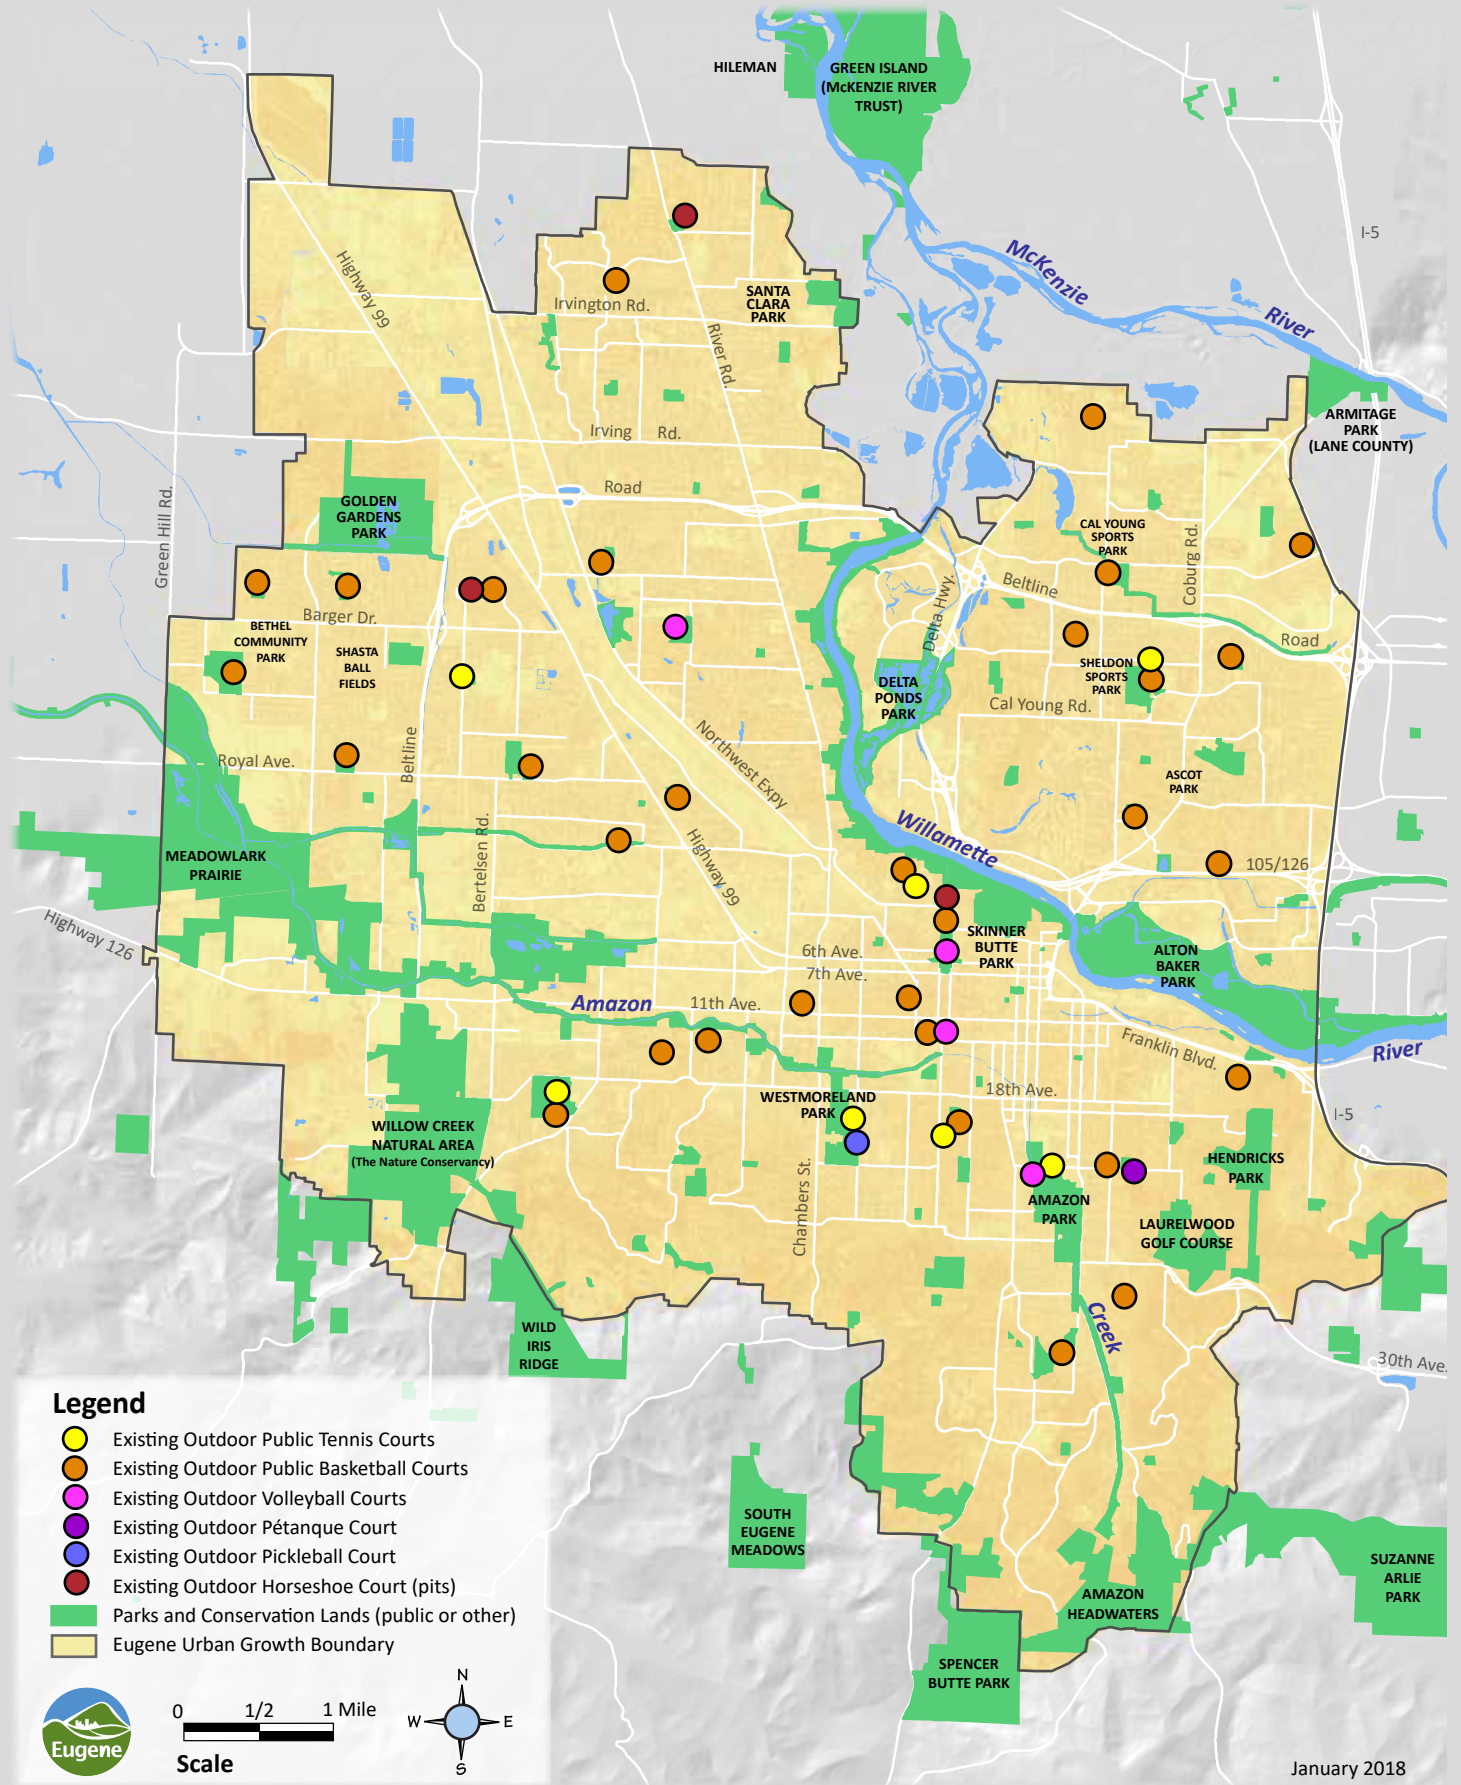 HILEMAN
GREEN ISLAND
(McKENZIE RIVER
TRUST)
I-5
McKenzie
River
Highway 99
SANTA
CLARA
PARK
Irvington Rd.
River Rd.
ARMITAGE
PARK
(LANE COUNTY)
Irving Rd.
Road
Green Hill Rd.
GOLDEN
GARDENS
PARK
CAL YOUNG
SPORTS
PARK
Coburg Rd.
Beltline
Delta Hwy.
Barger Dr.
BETHEL
COMMUNITY
PARK
SHASTA
BALL
FIELDS
Road
SHELDON
SPORTS
PARK
DELTA
PONDS
PARK
Cal Young Rd.
Northwest Expy
Beltline
Royal Ave.
ASCOT
PARK
Willamette
Bertelsen Rd.
Highway 99
MEADOWLARK
PRAIRIE
105/126
Highway 126
SKINNER
BUTTE
PARK
6th Ave.
7th Ave.
ALTON
BAKER
PARK
Amazon
11th Ave.
Franklin Blvd.
River
18th Ave.
WESTMORELAND
PARK
I-5
WILLOW CREEK
NATURAL AREA
(The Nature Conservancy)
HENDRICKS
PARK
Chambers St.
AMAZON
PARK
LAURELWOOD
GOLF COURSE
Creek
WILD
IRIS
RIDGE
30th Ave.
Legend
Existing Outdoor Public Tennis Courts
Existing Outdoor Public Basketball Courts
Existing Outdoor Volleyball Courts
Existing Outdoor Pétanque Court
Existing Outdoor Pickleball Court
Existing Outdoor Horseshoe Court (pits)
Parks and Conservation Lands (public or other)
Eugene Urban Growth Boundary
SOUTH
EUGENE
MEADOWS
SUZANNE
ARLIE
PARK
AMAZON
HEADWATERS
SPENCER
BUTTE PARK
Eugene
0 1/2 1 Mile
Scale
N
W E
S
January 2018